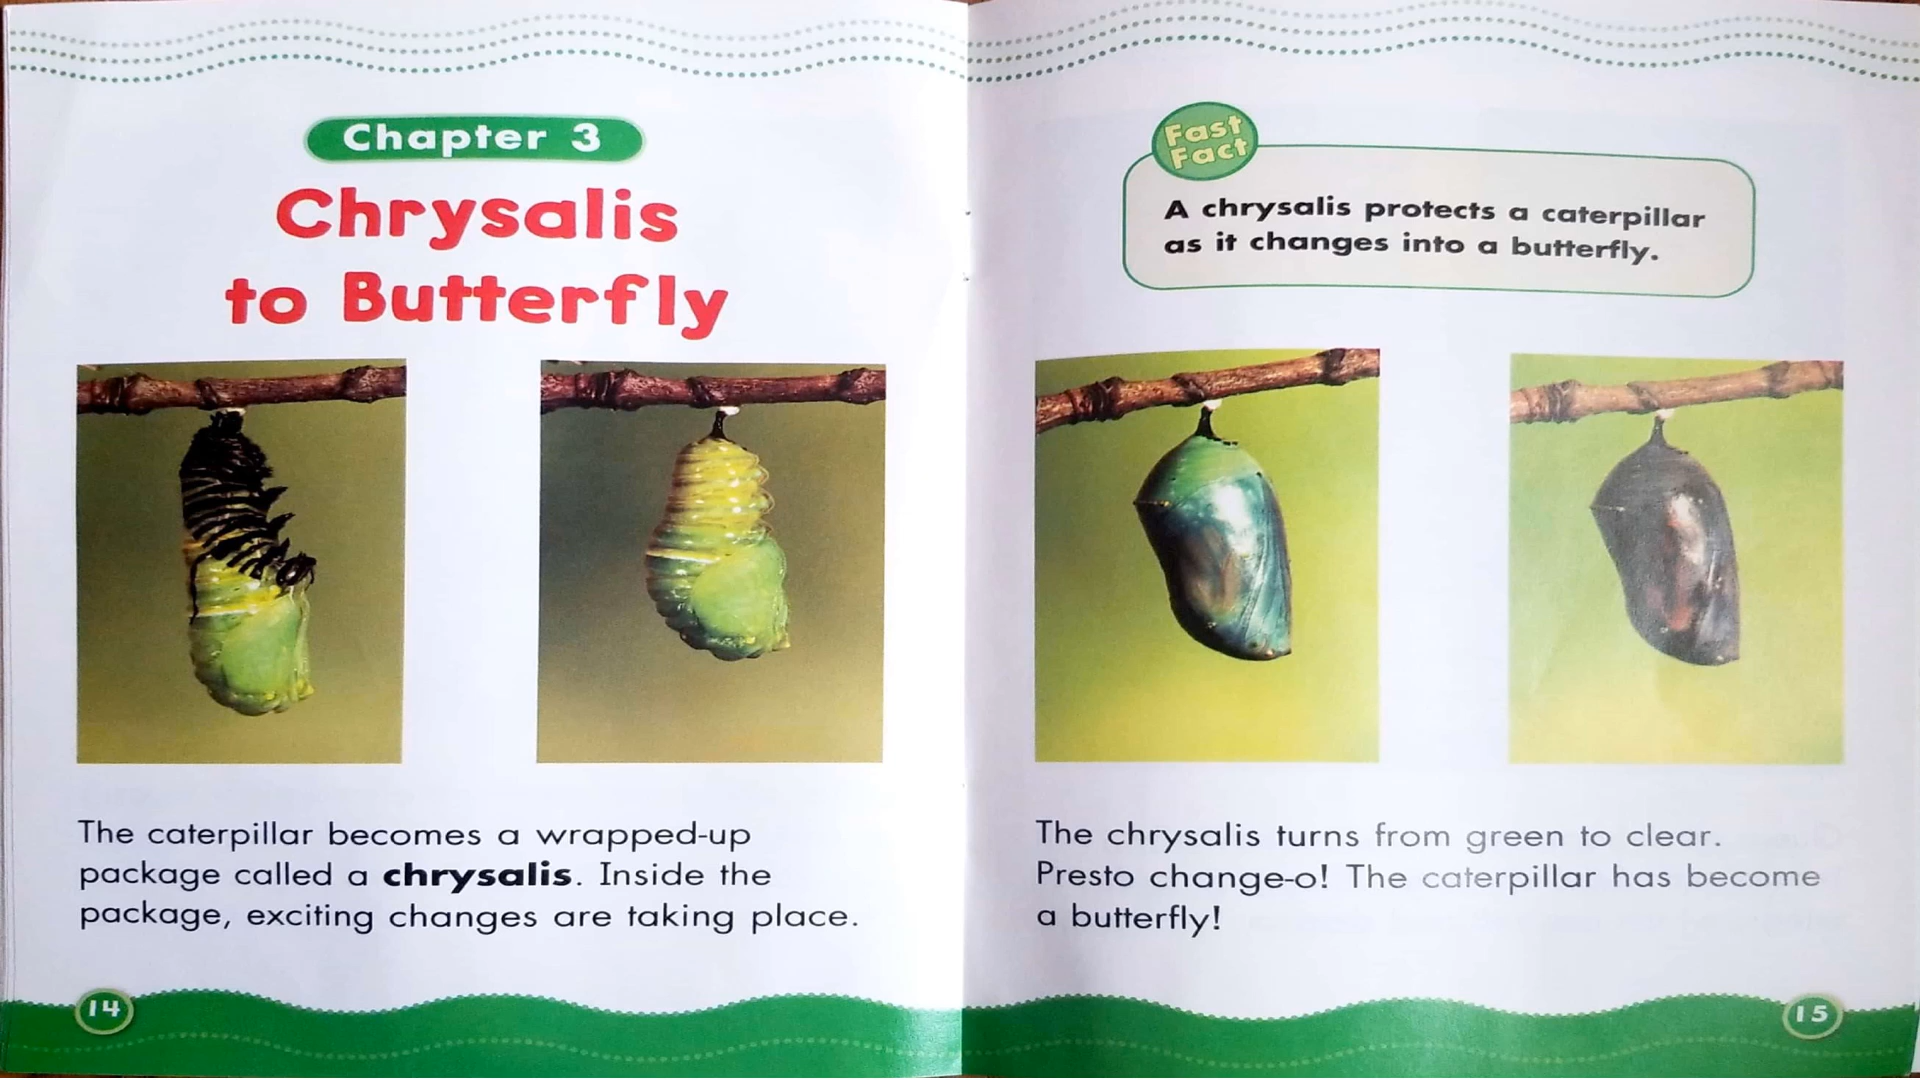 Chapter 3
Chrysalis
to Butterfly
The caterpillar becomes a wrapped-up
package called a chrysalis. Inside the
package, exciting changes are taking place.
14
Fast
Fact
A chrysalis protects a caterpillar
as it changes into a butterfly.
The chrysalis turns from green to clear.
Presto change-o! The caterpillar has become
a butterfly!
15